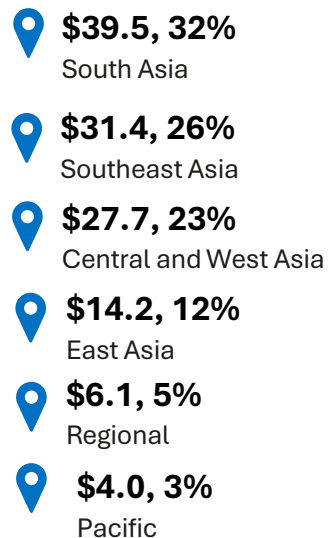 $39.5, 32%
South Asia
$31.4, 26%
Southeast Asia
$27.7, 23%
Central and West Asia
$14.2, 12%
East Asia
$6.1, 5%
Regional
$4.0, 3%
Pacific